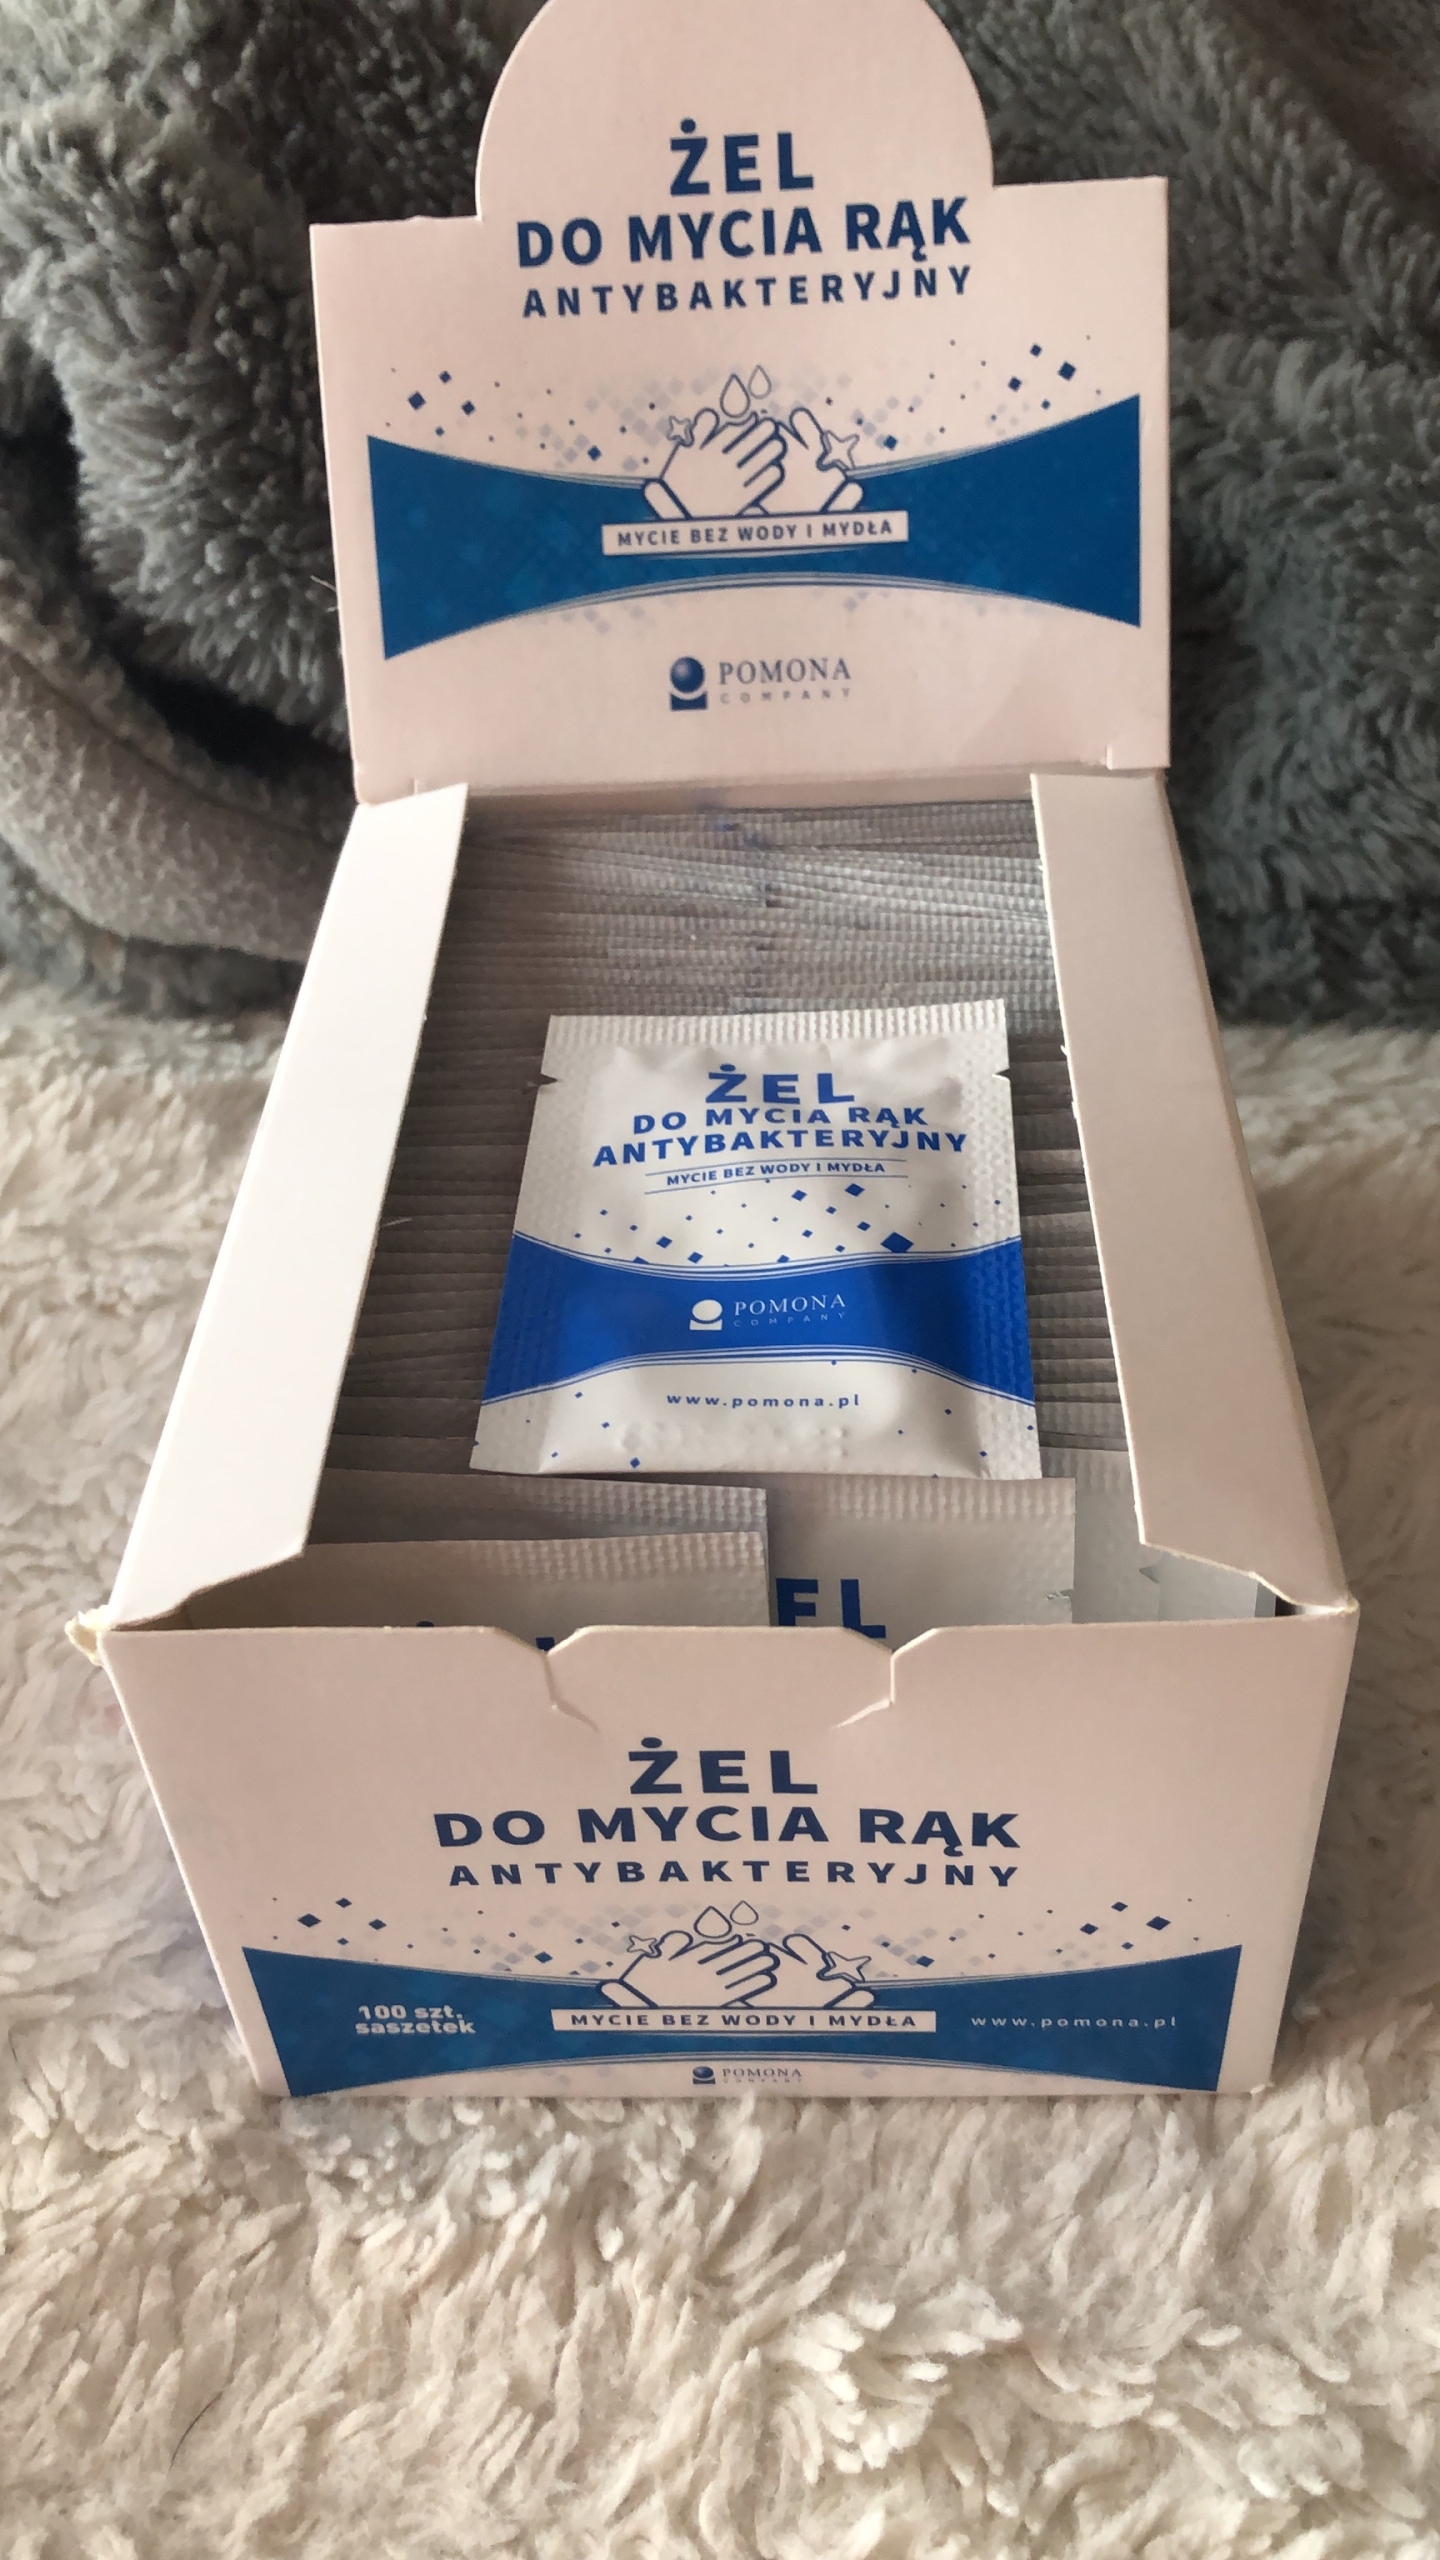 ŻEL
DO MYCIA RĄK
ANTYBAKTERYJNY
MYCIE BEZ WODY I MYDŁA
POMONA
COMPANY
ŻEL
DO MYCIA RĄK
ANTYBAKTERYJNY
MYCIE BEZ WODY I MYDŁA
POMONA
COMPANY
www.pomona.pl
EL
ŻEL
DO MYCIA RĄK
ANTYBAKTERYJNY
100 szt.
saszetek
MYCIE BEZ WODY I MYDŁA
www.pomona.pl
POMONA
COMPANY